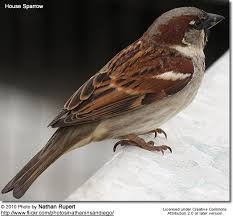 House Sparrow
© 2010 Photo by Nathan Rupert
http://www.flickr.com/photos/nathaninsandiego/
Licensed under Creative Commons
Attribution 2.0 or later version